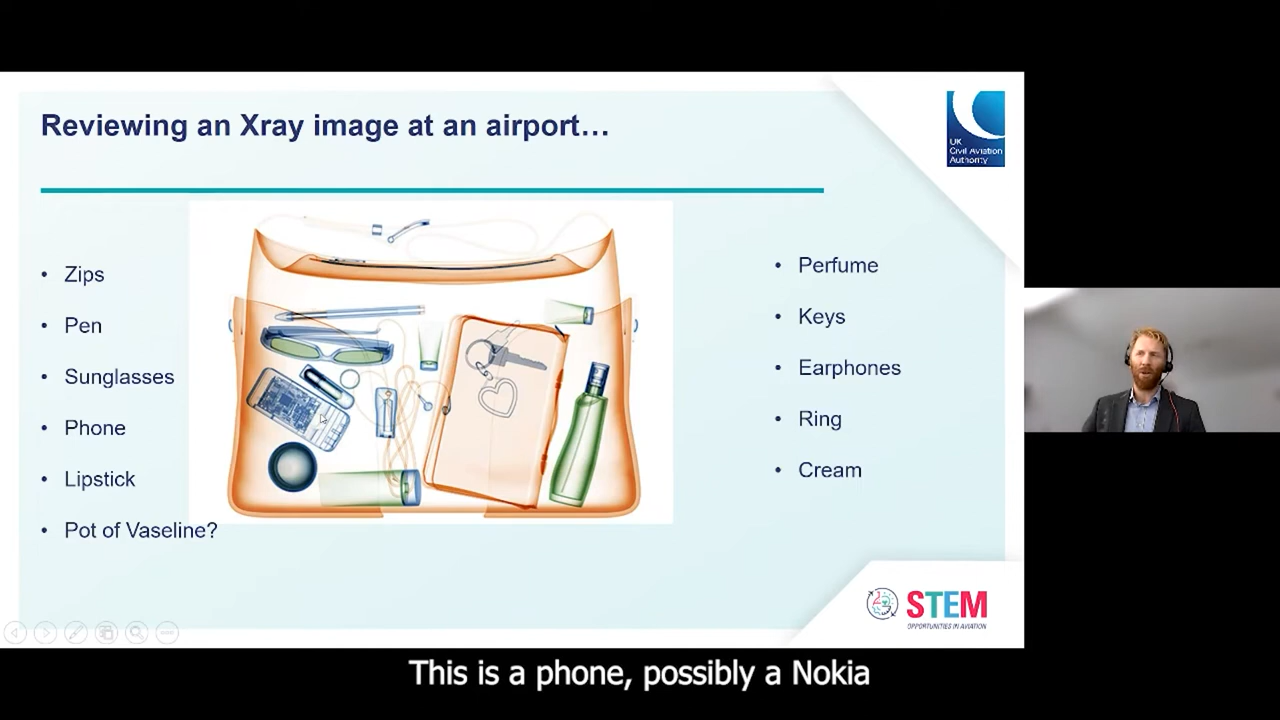 Reviewing an Xray image at an airport…
UK
Civil Aviation
Authority
• Zips
• Pen
• Sunglasses
• Phone
• Lipstick
• Pot of Vaseline?
• Perfume
• Keys
• Earphones
• Ring
• Cream
STEM
OPPORTUNITIES IN AVIATION
This is a phone, possibly a Nokia